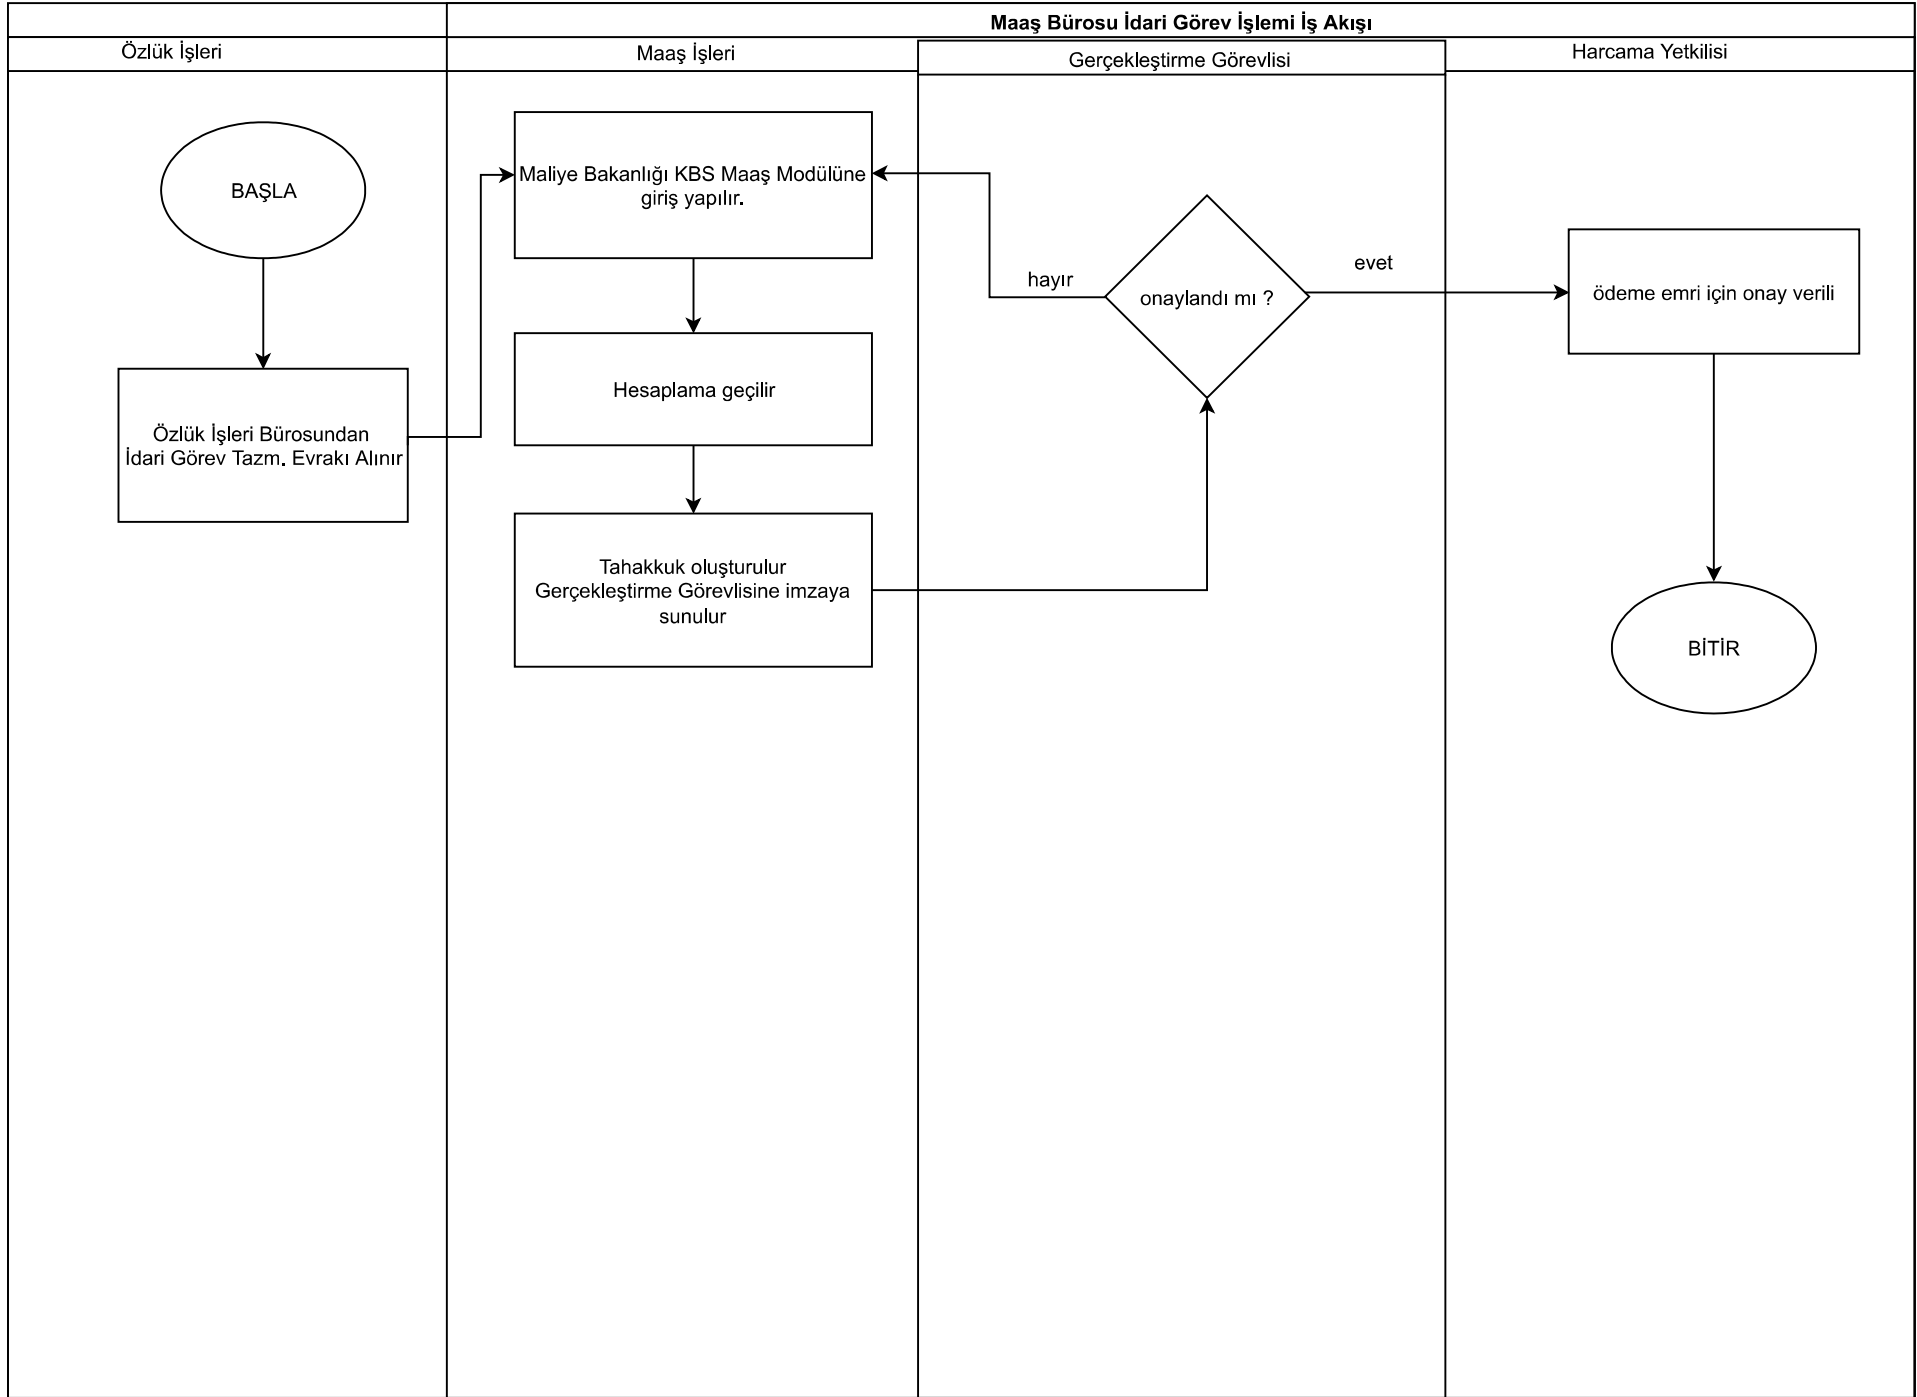 Maaş Bürosu İdari Görev İşlemi İş Akışı
Özlük İşleri
Maaş İşleri
Gerçekleştirme Görevlisi
Harcama Yetkilisi
BAŞLA
Özlük İşleri Bürosundan
İdari Görev Tazm. Evrakı Alınır
Maliye Bakanlığı KBS Maaş Modülüne
giriş yapılır.
Hesaplama geçilir
Tahakkuk oluşturulur
Gerçekleştirme Görevlisine imzaya
sunulur
onaylandı mı ?
hayır
evet
ödeme emri için onay verili
BİTİR